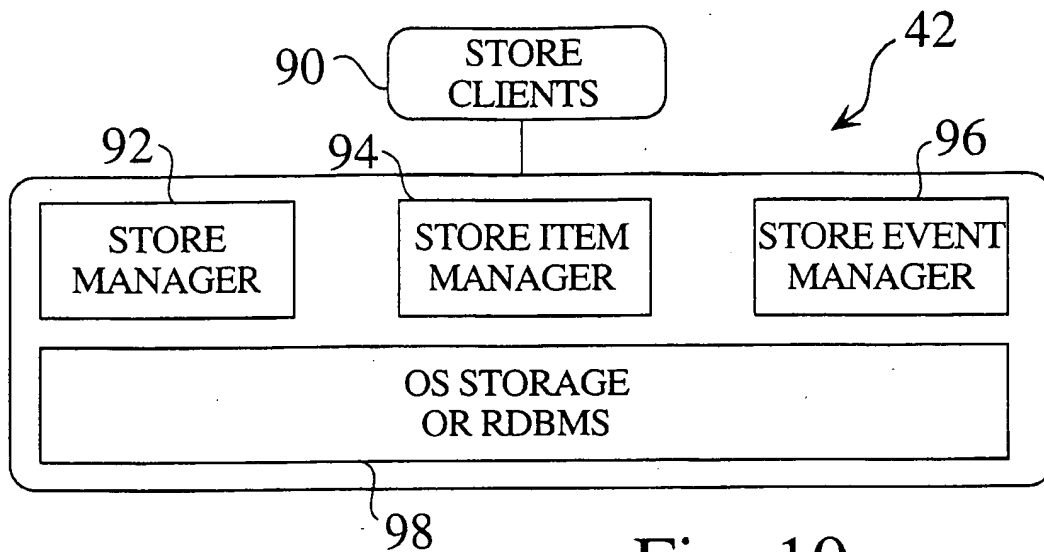 42
90
STORE
CLIENTS
92
94
96
STORE
MANAGER
STORE ITEM
MANAGER
STORE EVENT
MANAGER
OS STORAGE
OR RDBMS
98
Fig. 10